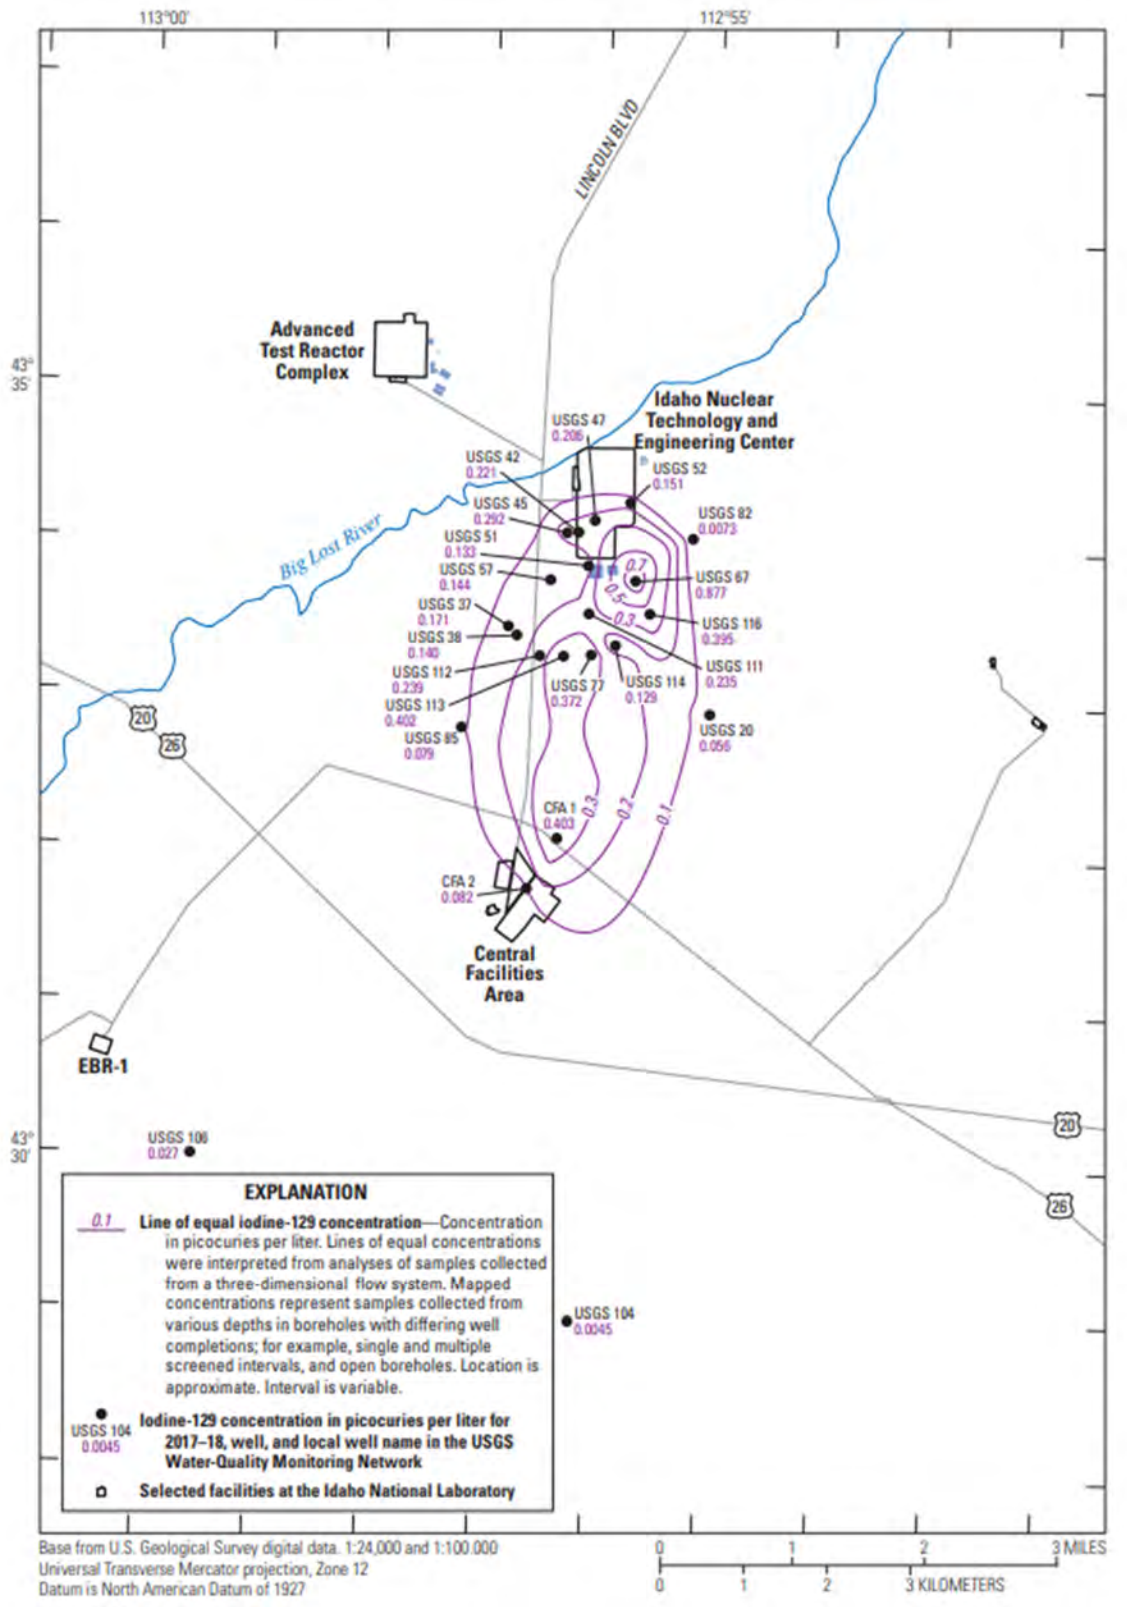 113°00'
112°55'
LINCOLN BLVD
Advanced
Test Reactor
Complex
43°
35'
Idaho Nuclear
Technology and
Engineering Center
USGS 47
0.206
USGS 42
0.221
USGS 52
0.151
USGS 45
0.292
USGS 82
0.0073
USGS 51
0.133
Big Lost River
USGS 57
0.144
0.7
USGS 67
0.877
0.5
USGS 37
0.171
0.3
USGS 116
0.395
USGS 38
0.140
USGS 112
0.239
USGS 111
0.235
USGS 77
0.372
USGS 114
0.129
USGS 113
0.402
20
26
USGS 85
0.079
USGS 20
0.056
CFA 1
0.403
0.3
0.2
0.1
CFA 2
0.082
Central
Facilities
Area
EBR-1
20
26
43°
30'
USGS 106
0.027
EXPLANATION
0.1
Line of equal iodine-129 concentration—Concentration
in picocuries per liter. Lines of equal concentrations
were interpreted from analyses of samples collected
from a three-dimensional flow system. Mapped
concentrations represent samples collected from
various depths in boreholes with differing well
completions; for example, single and multiple
screened intervals, and open boreholes. Location is
approximate. Interval is variable.
USGS 104
0.0045
Iodine-129 concentration in picocuries per liter for
2017–18, well, and local well name in the USGS
Water-Quality Monitoring Network
USGS 104
0.0045
Selected facilities at the Idaho National Laboratory
Base from U.S. Geological Survey digital data. 1:24,000 and 1:100.000
Universal Transverse Mercator projection, Zone 12
Datum is North American Datum of 1927
0 1 2 3 MILES
0 1 2 3 KILOMETERS